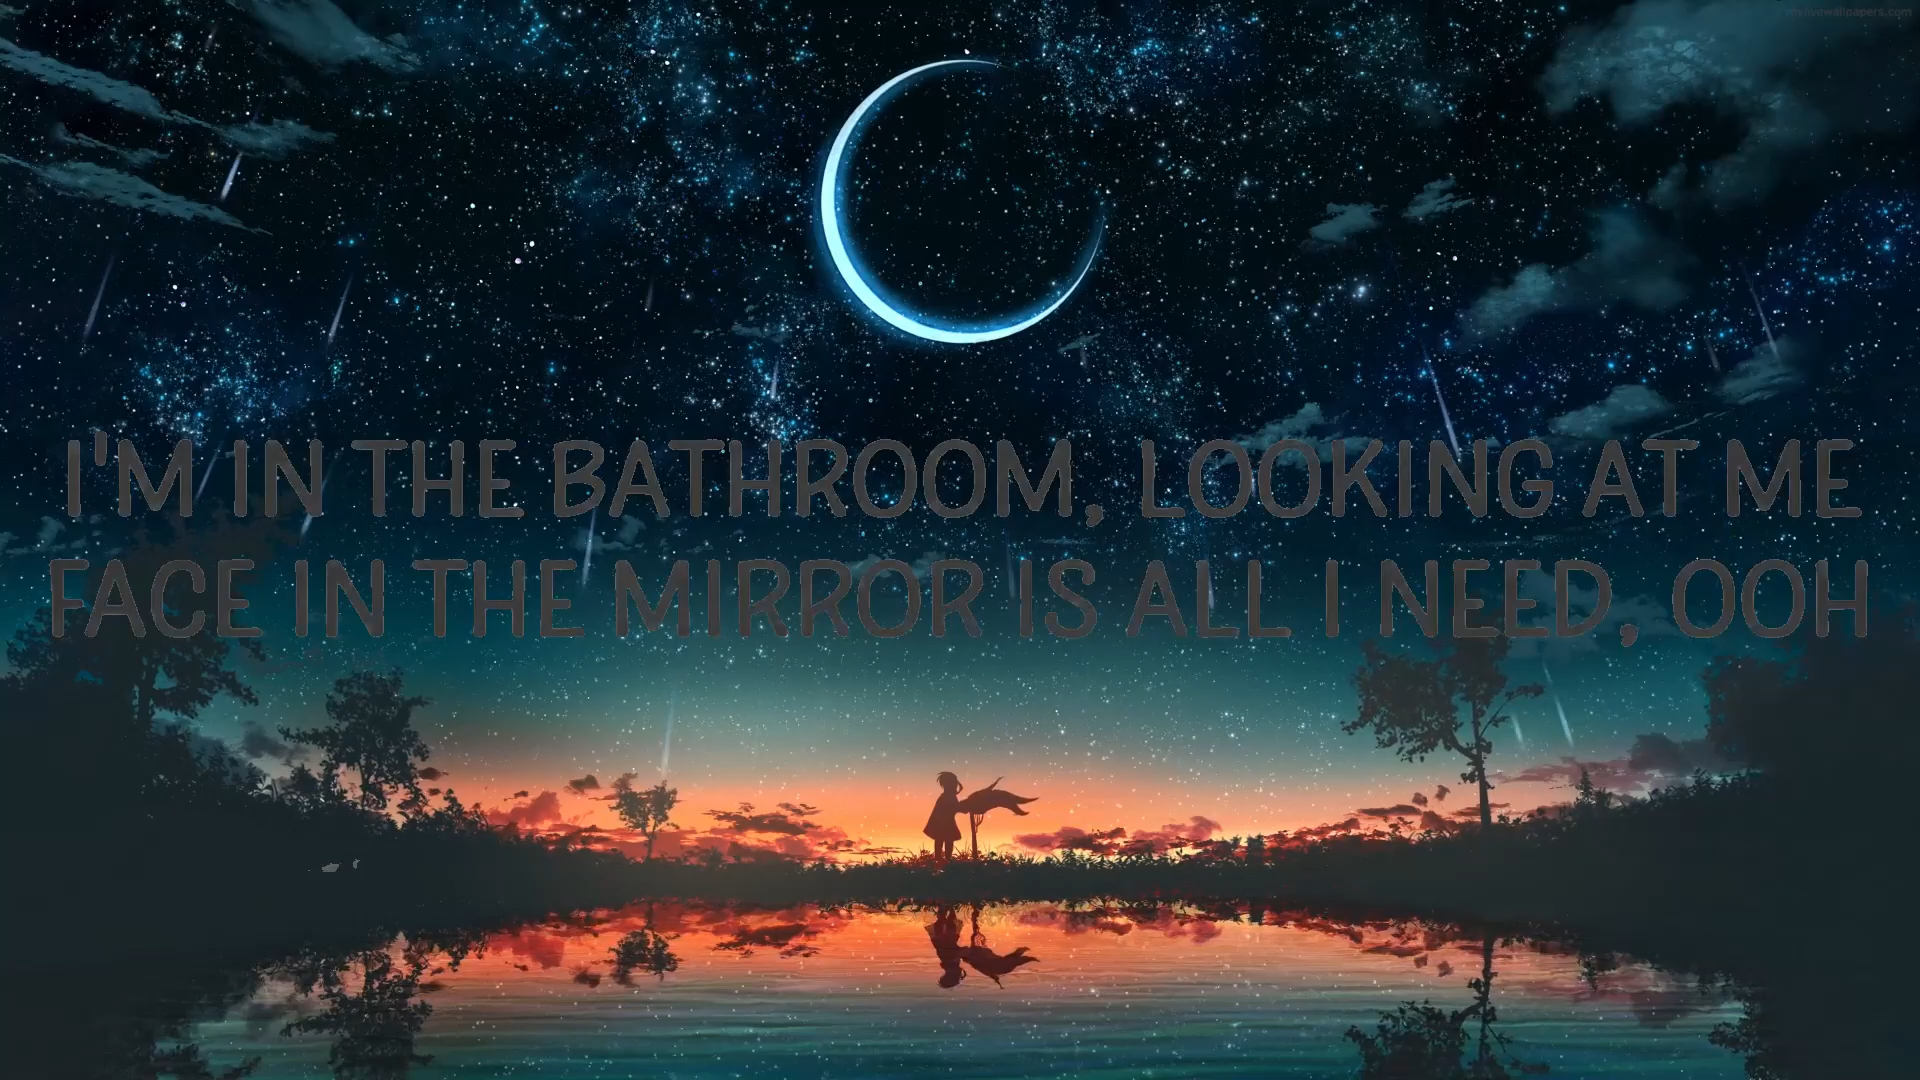 I'M IN THE BATHROOM, LOOKING AT ME
FACE IN THE MIRROR IS ALL I NEED, OOH